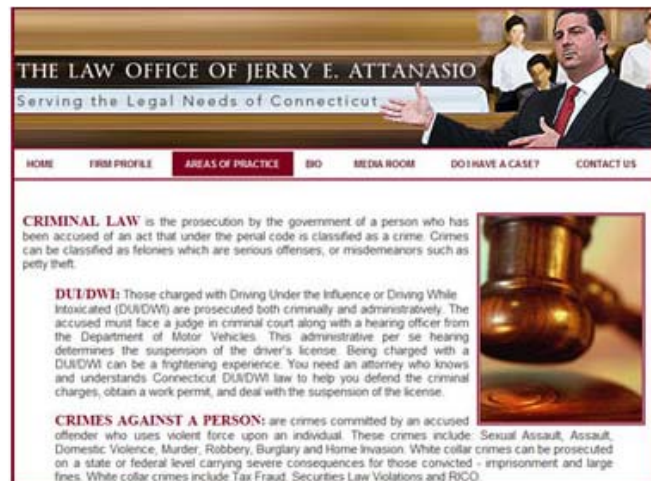 THE LAW OFFICE OF JERRY E. ATTANASIO
Serving the Legal Needs of Connecticut
HOME FIRM PROFILE AREAS OF PRACTICE BIO MEDIA ROOM DO I HAVE A CASE? CONTACT US
CRIMINAL LAW is the prosecution by the government of a person who has
been accused of an act that under the penal code is classified as a crime. Crimes
can be classified as felonies which are serious offenses, or misdemeanors such as
petty theft.
DUI/DWI: Those charged with Driving Under the Influence or Driving While
Intoxicated (DUI/DWI) are prosecuted both criminally and administratively. The
accused must face a judge in criminal court along with a hearing officer from
the Department of Motor Vehicles. This administrative per se hearing
determines the suspension of the driver's license. Being charged with a
DUI/DWI can be a frightening experience. You need an attorney who knows
and understands Connecticut DUI/DWI law to help you defend the criminal
charges, obtain a work permit, and deal with the suspension of the license.
CRIMES AGAINST A PERSON: are crimes committed by an accused
offender who uses violent force upon an individual. These crimes include: Sexual Assault, Assault,
Domestic Violence, Murder, Robbery, Burglary and Home Invasion. White collar crimes can be prosecuted
on a state or federal level carrying severe consequences for those convicted - imprisonment and large
fines. White collar crimes include Tax Fraud, Securities Law Violations and RICO.